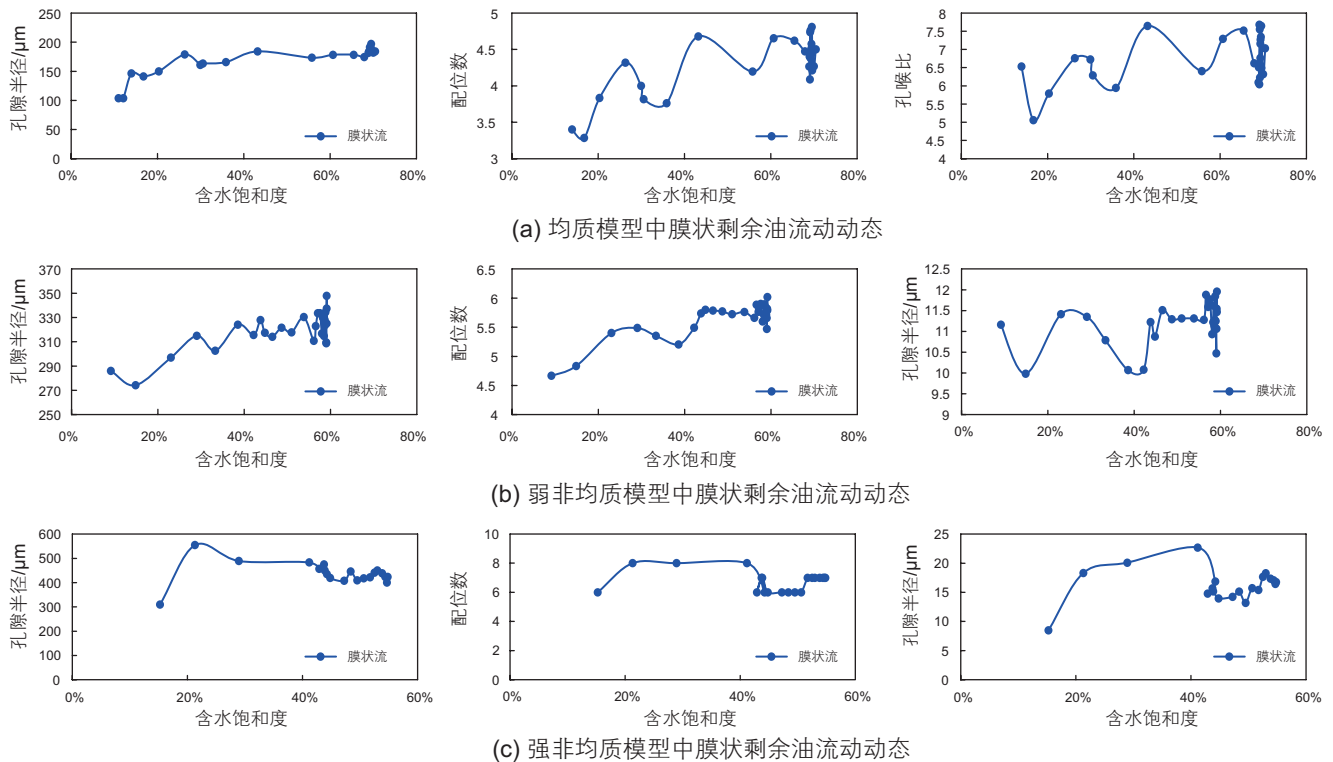 250
200
150
100
50
0
孔隙半径/μm
膜状流
0% 20% 40% 60% 80%
含水饱和度
5
4.5
4
3.5
3
配位数
膜状流
0% 20% 40% 60% 80%
含水饱和度
8
7.5
7
6.5
6
5.5
5
4.5
4
孔喉比
膜状流
0% 20% 40% 60% 80%
含水饱和度
(a) 均质模型中膜状剩余油流动动态
370
350
330
310
290
270
250
孔隙半径/μm
膜状流
0% 20% 40% 60% 80%
含水饱和度
6.5
6
5.5
5
4.5
4
配位数
膜状流
0% 20% 40% 60% 80%
含水饱和度
12.5
12
11.5
11
10.5
10
9.5
9
孔隙半径/μm
膜状流
0% 20% 40% 60% 80%
含水饱和度
(b) 弱非均质模型中膜状剩余油流动动态
600
500
400
300
200
100
0
孔隙半径/μm
膜状流
0% 20% 40% 60%
含水饱和度
10
8
6
4
2
0
配位数
膜状流
0% 20% 40% 60%
含水饱和度
25
20
15
10
5
0
孔隙半径/μm
膜状流
0% 20% 40% 60%
含水饱和度
(c) 强非均质模型中膜状剩余油流动动态